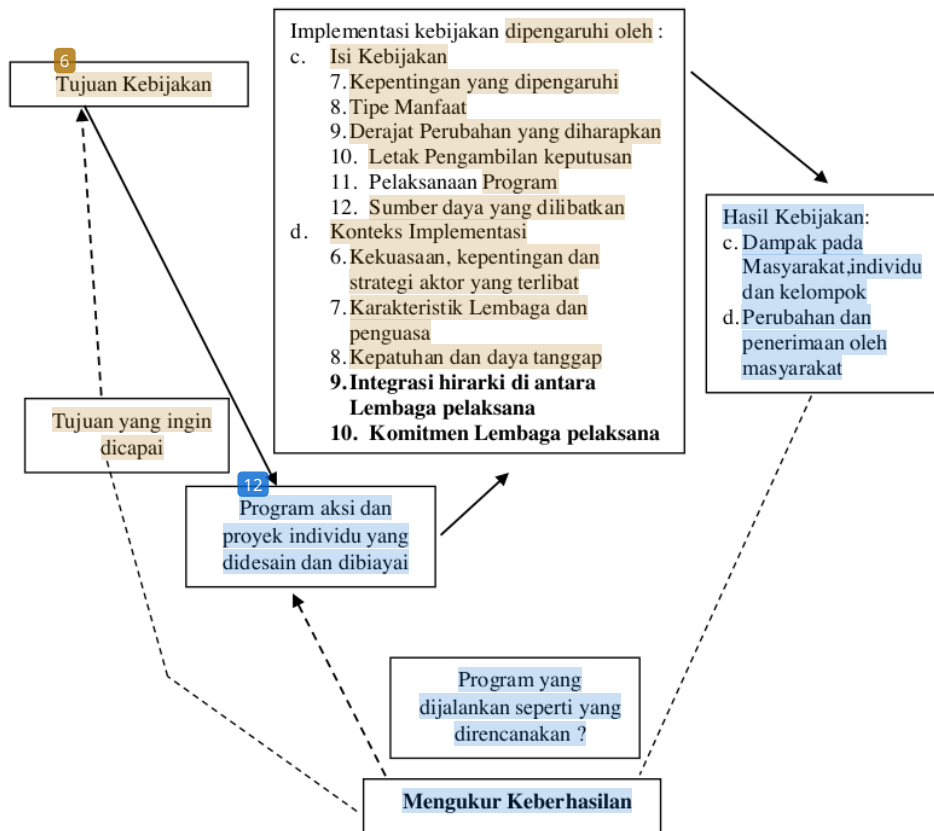 6
Tujuan Kebijakan
Implementasi kebijakan dipengaruhi oleh :
c. Isi Kebijakan
7. Kepentingan yang dipengaruhi
8. Tipe Manfaat
9. Derajat Perubahan yang diharapkan
10. Letak Pengambilan keputusan
11. Pelaksanaan Program
12. Sumber daya yang dilibatkan
d. Konteks Implementasi
6. Kekuasaan, kepentingan dan
strategi aktor yang terlibat
7. Karakteristik Lembaga dan
penguasa
8. Kepatuhan dan daya tanggap
9. Integrasi hirarki di antara
Lembaga pelaksana
10. Komitmen Lembaga pelaksana
Hasil Kebijakan:
c. Dampak pada
Masyarakat,individu
dan kelompok
d. Perubahan dan
penerimaan oleh
masyarakat
Tujuan yang ingin
dicapai
12
Program aksi dan
proyek individu yang
didesain dan dibiayai
Program yang
dijalankan seperti yang
direncanakan ?
Mengukur Keberhasilan